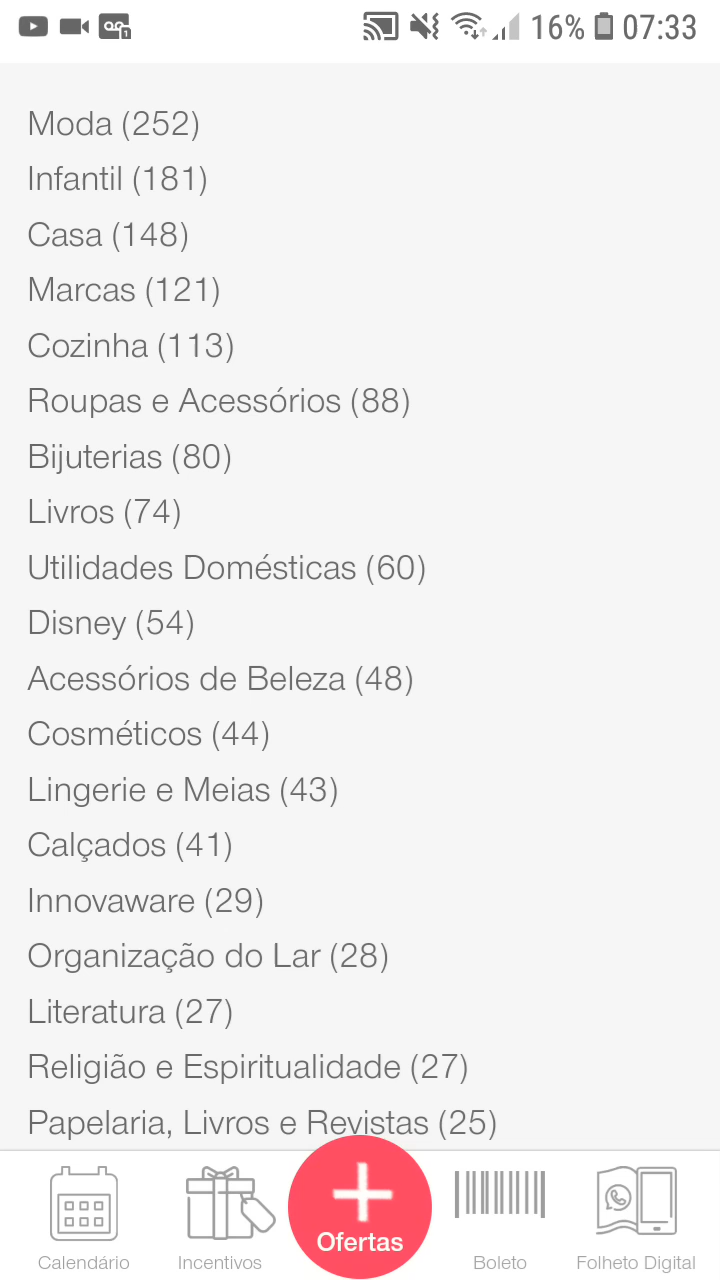 16% 07:33
Moda (252)
Infantil (181)
Casa (148)
Marcas (121)
Cozinha (113)
Roupas e Acessórios (88)
Bijuterias (80)
Livros (74)
Utilidades Domésticas (60)
Disney (54)
Acessórios de Beleza (48)
Cosméticos (44)
Lingerie e Meias (43)
Calçados (41)
Innovaware (29)
Organização do Lar (28)
Literatura (27)
Religião e Espiritualidade (27)
Papelaria, Livros e Revistas (25)
Calendário Incentivos Ofertas Boleto Folheto Digital